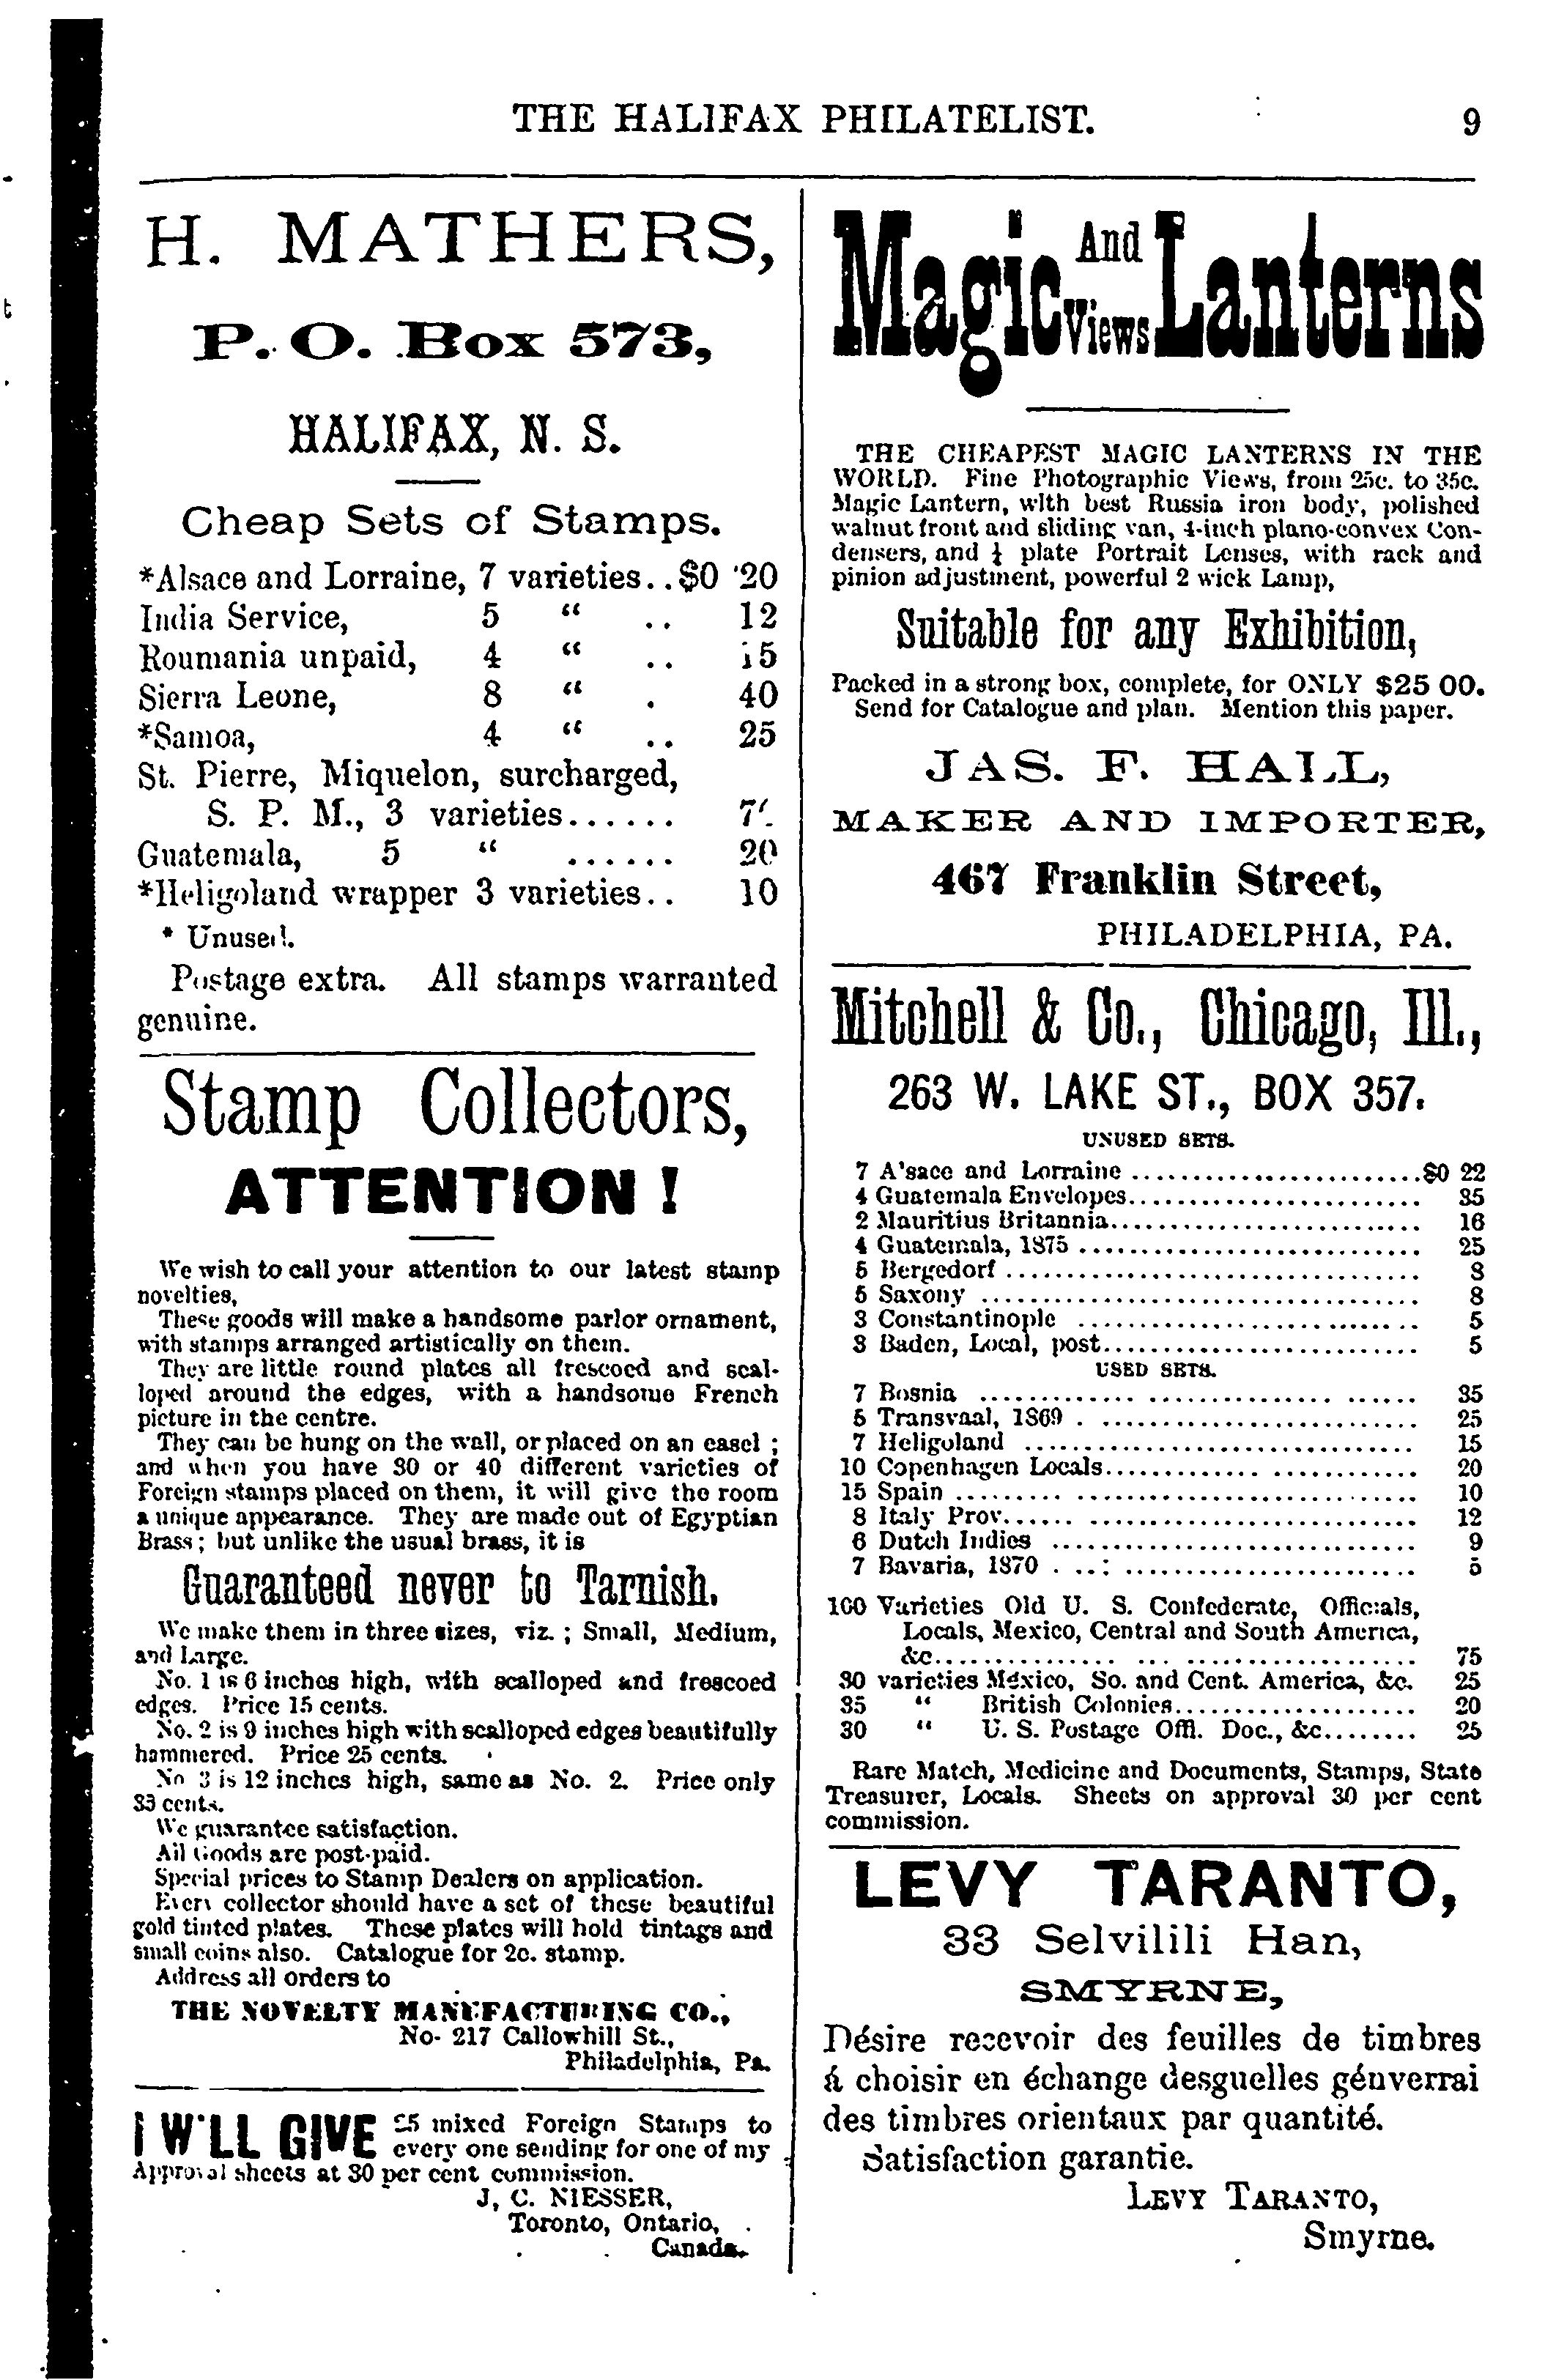 THE HALIFAX PHILATELIST.
9
H. MATHERS,
P. O. Box 573,
HALIFAX, N. S.
Cheap Sets of Stamps.
*Alsace and Lorraine, 7 varieties..$0 20
India Service, 5 “ .. 12
Roumania unpaid, 4 “ .. 15
Sierra Leone, 8 “ . 40
*Samoa, 4 “ .. 25
St. Pierre, Miquelon, surcharged,
S. P. M., 3 varieties......
Guatemala, 5 “ ...... 20
*Heligoland wrapper 3 varieties.. 10
* Unused.
Postage extra. All stamps warranted
genuine.
Stamp Collectors,
ATTENTION !
We wish to call your attention to our latest stamp
novelties,
These goods will make a handsome parlor ornament,
with stamps arranged artistically on them.
They are little round plates all frescoed and scal-
loped around the edges, with a handsome French
picture in the centre.
They can be hung on the wall, or placed on an easel ;
and when you have 30 or 40 different varieties of
Foreign stamps placed on them, it will give the room
a unique appearance. They are made out of Egyptian
Brass ; but unlike the usual brass, it is
Guaranteed never to Tarnish.
We make them in three sizes, viz. ; Small, Medium,
and Large.
No. 1 is 6 inches high, with scalloped and frescoed
edges. Price 15 cents.
No. 2 is 9 inches high with scalloped edges beautifully
hammered. Price 25 cents.
No 3 is 12 inches high, same as No. 2. Price only
33 cents.
We guarantee satisfaction.
All Goods are post-paid.
Special prices to Stamp Dealers on application.
Every collector should have a set of these beautiful
gold tinted plates. These plates will hold tintags and
small coins also. Catalogue for 2c. stamp.
Address all orders to
THE NOVELTY MANUFACTURING CO.,
No- 217 Callowhill St.,
Philadelphia, Pa.
I WILL GIVE 25 mixed Foreign Stamps to
every one sending for one of my
Approval sheets at 30 per cent commission.
J, C. NIESSER,
Toronto, Ontario,
Canada.
Magic And Views Lanterns
THE CHEAPEST MAGIC LANTERNS IN THE
WORLD. Fine Photographic Views, from 25c. to 35c.
Magic Lantern, with best Russia iron body, polished
walnut front and sliding van, 4-inch plano-convex Con-
densers, and ¼ plate Portrait Lenses, with rack and
pinion adjustment, powerful 2 wick Lamp,
Suitable for any Exhibition,
Packed in a strong box, complete, for ONLY $25 00.
Send for Catalogue and plan. Mention this paper.
JAS. F. HALL,
MAKER AND IMPORTER,
467 Franklin Street,
PHILADELPHIA, PA.
Mitchell & Co., Chicago, Ill.,
263 W. LAKE ST., BOX 357.
UNUSED SETS.
7 Alsace and Lorraine ........................$0 22
4 Guatemala Envelopes........................ 35
2 Mauritius Britannia.......................... 16
4 Guatemala, 1875 ............................ 25
5 Bergedorf .................................. 8
5 Saxony .................................... 8
3 Constantinople ............................ 5
3 Baden, Local, post.......................... 5
USED SETS.
7 Bosnia .................................... 35
5 Transvaal, 1869 . .......................... 25
7 Heligoland ................................ 15
10 Copenhagen Locals.......................... 20
15 Spain ...................................... 10
8 Italy Prov.................................. 12
6 Dutch Indies .............................. 9
7 Bavaria, 1870 . ..: ........................ 5
100 Varieties Old U. S. Confederate, Officials,
Locals, Mexico, Central and South America,
&c........................................ 75
30 varieties Mexico, So. and Cent. America, &c. 25
35 “ British Colonies.................... 20
30 “ U. S. Postage Offl. Doc., &c........ 25
Rare Match, Medicine and Documents, Stamps, State
Treasurer, Locals. Sheets on approval 30 per cent
commission.
LEVY TARANTO,
33 Selvilili Han,
SMYRNE,
Désire recevoir des feuilles de timbres
á choisir en échange desguelles génverrai
des timbres orientaux par quantité.
Satisfaction garantie.
LEVY TARANTO,
Smyrne.